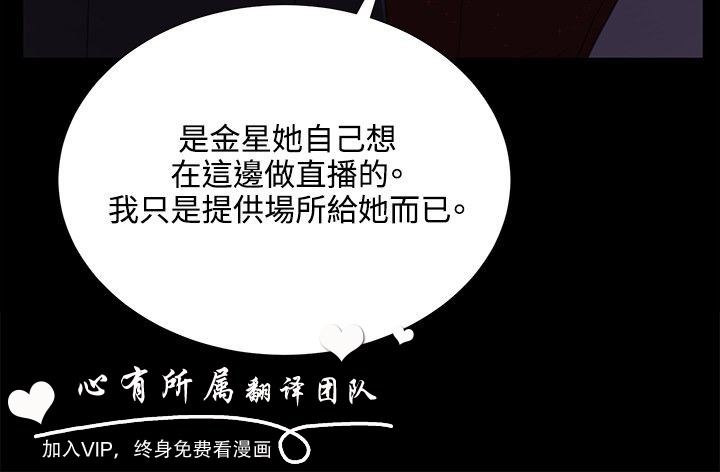 是金星她自己想
在這邊做直播的。
我只是提供場所給她而已。
心有所属翻译团队
加入VIP，终身免费看漫画